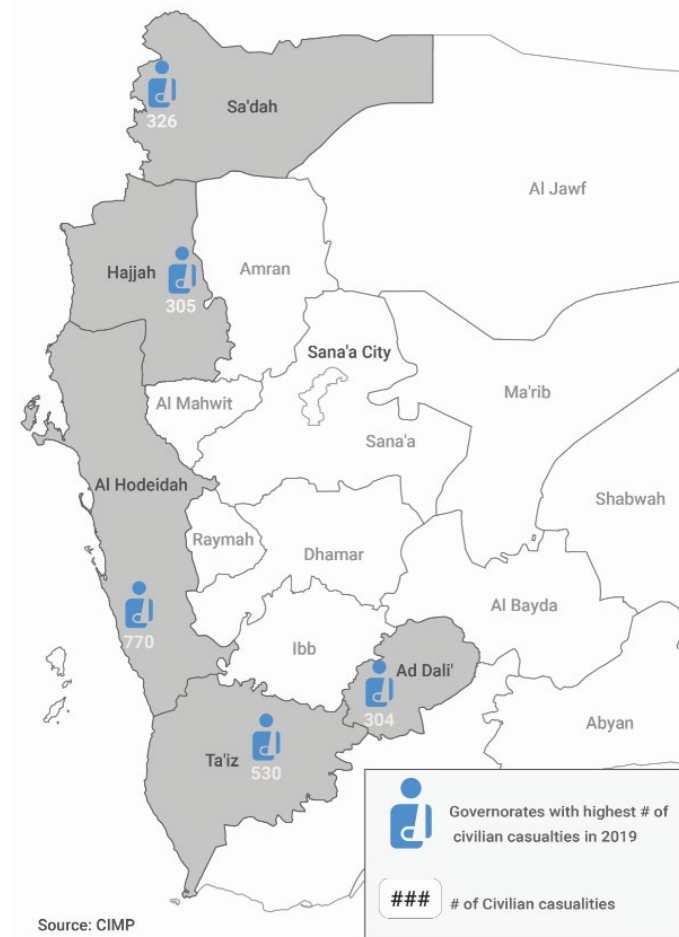 326
Sa'dah
Al Jawf
Hajjah
305
Amran
Sana'a City
Al Mahwit
Ma'rib
Sana'a
Al Hodeidah
Shabwah
Raymah
Dhamar
770
Al Bayda
Ibb
Ad Dali'
304
Abyan
Ta'iz
530
Governorates with highest # of
civilian casualties in 2019
###
# of Civilian casualities
Source: CIMP